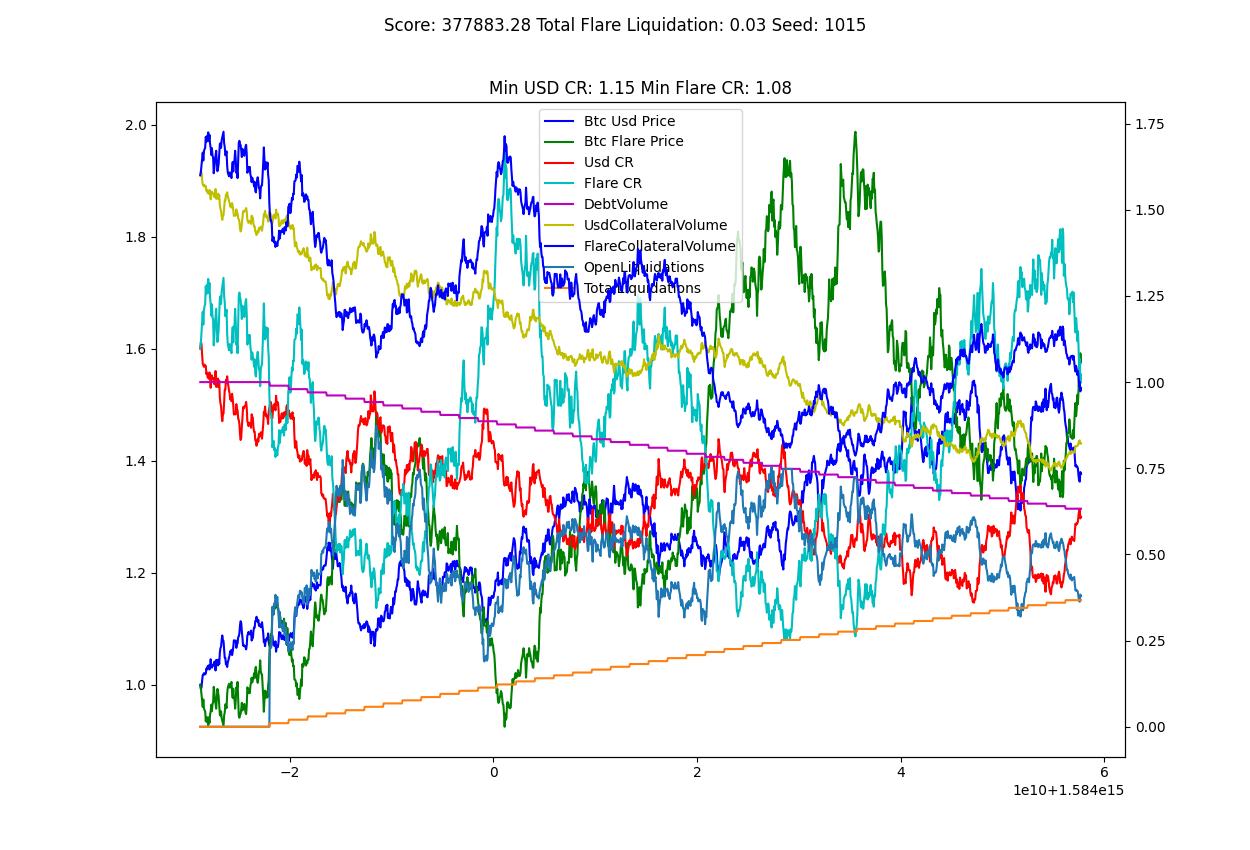 Score: 377883.28 Total Flare Liquidation: 0.03 Seed: 1015
Min USD CR: 1.15 Min Flare CR: 1.08
Btc Usd Price
Btc Flare Price
Usd CR
Flare CR
DebtVolume
UsdCollateralVolume
FlareCollateralVolume
OpenLiquidations
TotalLiquidations
2.0
1.8
1.6
1.4
1.2
1.0
1.75
1.50
1.25
1.00
0.75
0.50
0.25
0.00
−2 0 2 4 6
1e10+1.584e15